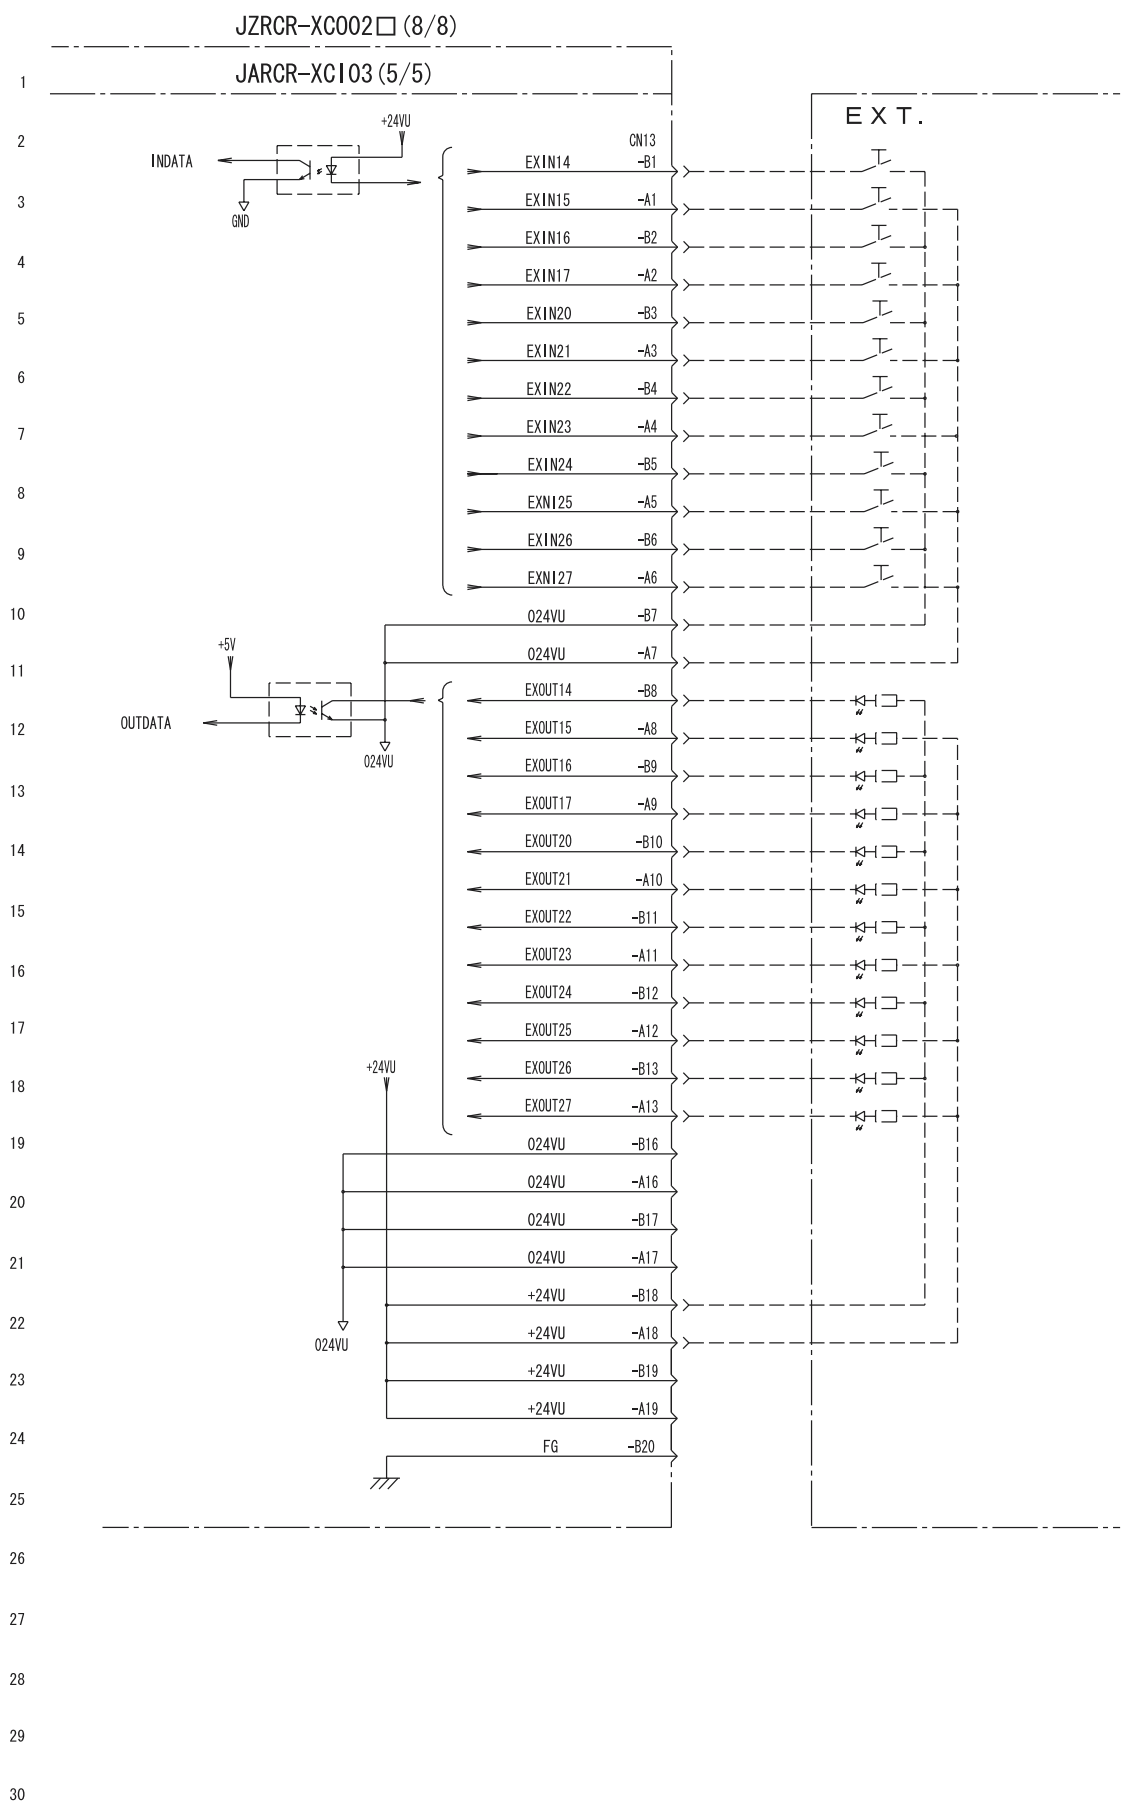 JZRCR-XCO02□(8/8)
1 JARCR-XCI03(5/5)
EXT.
2 +24VU CN13
INDATA EXIN14 -B1
3 EXIN15 -A1
GND
EXIN16 -B2
4 EXIN17 -A2
5 EXIN20 -B3
EXIN21 -A3
6 EXIN22 -B4
7 EXIN23 -A4
EXIN24 -B5
8 EXNI25 -A5
9 EXIN26 -B6
EXNI27 -A6
10 024VU -B7
+5V
11 024VU -A7
EXOUT14 -B8
12 OUTDATA EXOUT15 -A8
024VU
EXOUT16 -B9
13 EXOUT17 -A9
14 EXOUT20 -B10
EXOUT21 -A10
15 EXOUT22 -B11
16 EXOUT23 -A11
EXOUT24 -B12
17 EXOUT25 -A12
+24VU EXOUT26 -B13
18 EXOUT27 -A13
19 024VU -B16
20 024VU -A16
024VU -B17
21 024VU -A17
+24VU -B18
22 +24VU -A18
024VU
23 +24VU -B19
+24VU -A19
24 FG -B20
25
26
27
28
29
30